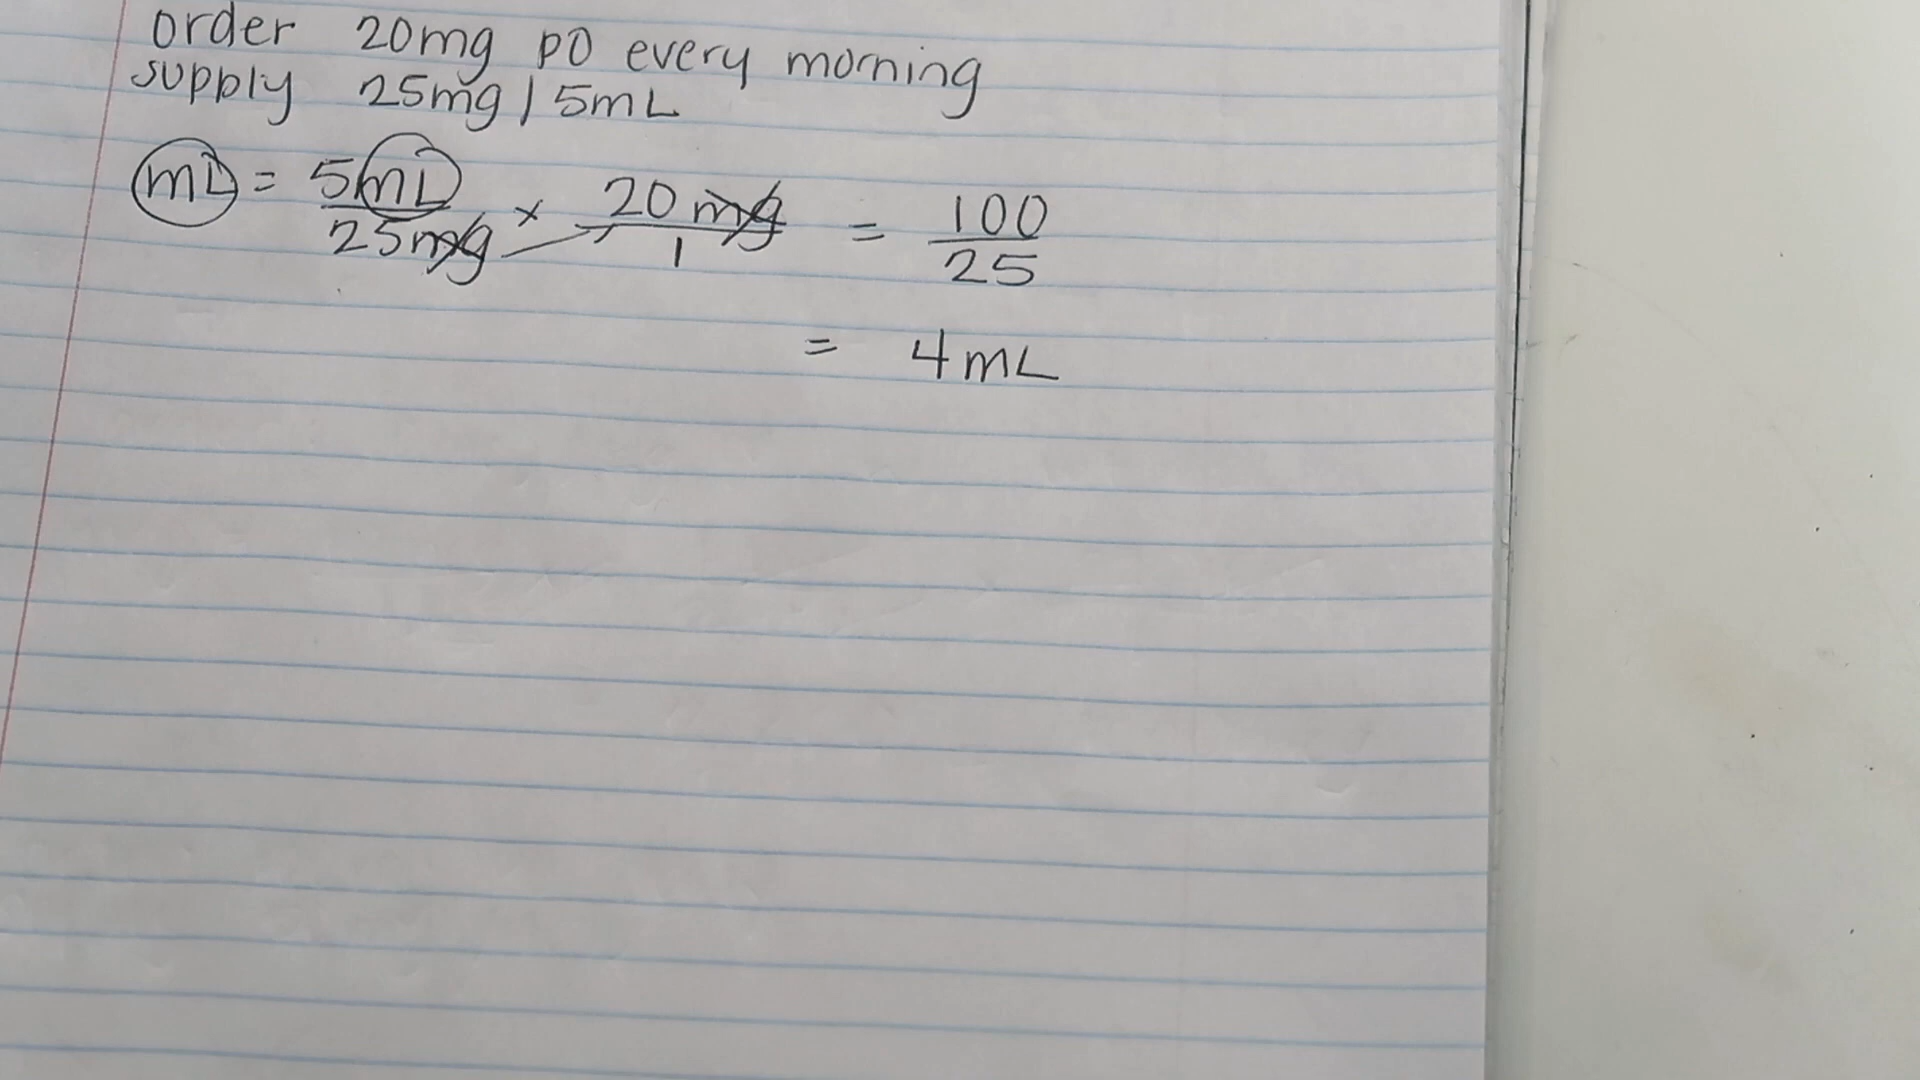 order 20mg PO every morning
supply 25mg/5mL
mL = 5mL/25mg × 20mg/1 = 100/25
= 4mL